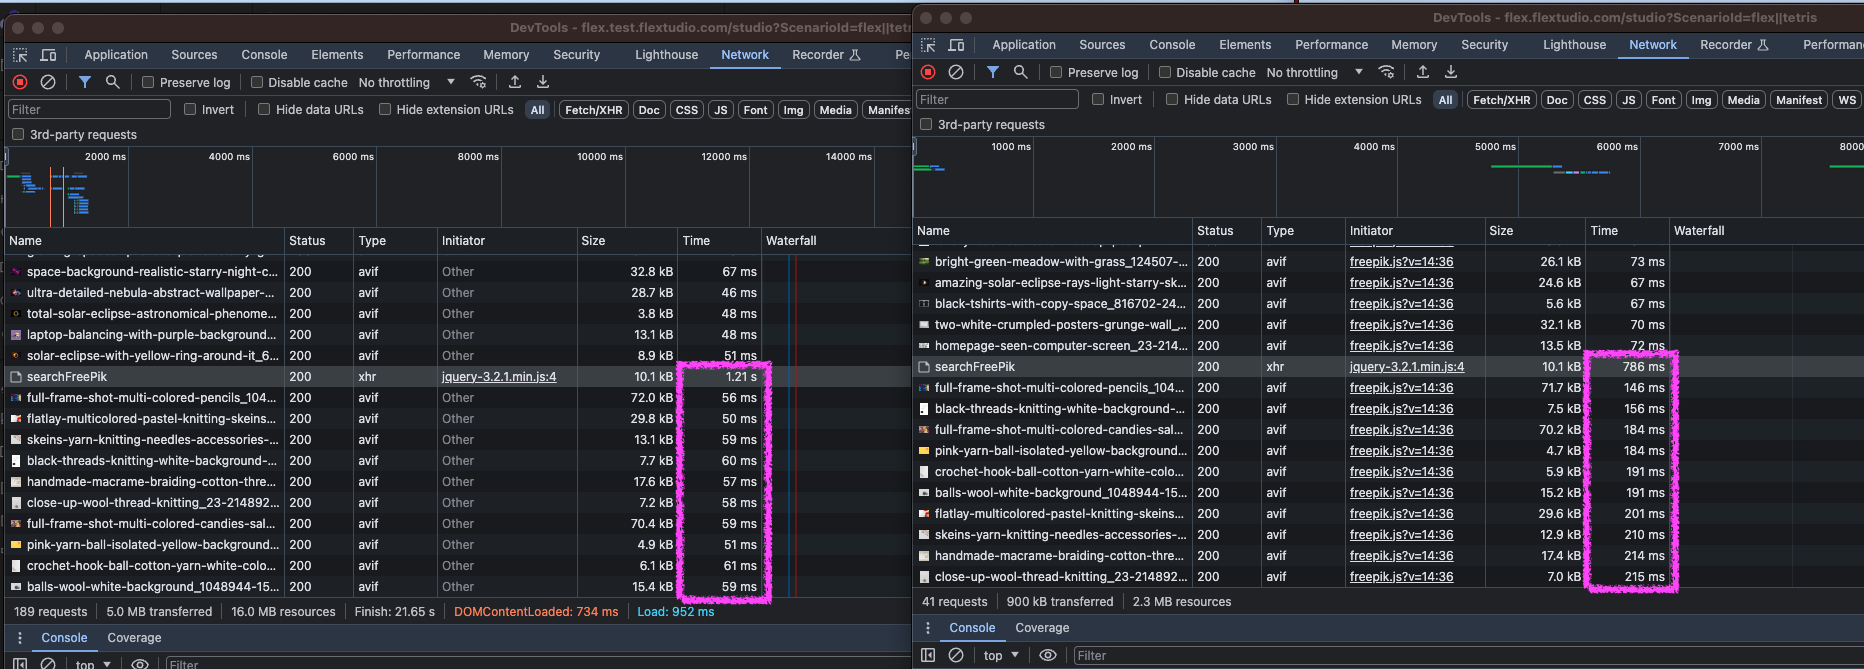 DevTools - flex.test.flextudio.com/studio?ScenarioId=flex||tetri
Application Sources Console Elements Performance Memory Security Lighthouse Network Recorder Pe
Preserve log Disable cache No throttling
Filter Invert Hide data URLs Hide extension URLs All Fetch/XHR Doc CSS JS Font Img Media Manifes
3rd-party requests
2000 ms 4000 ms 6000 ms 8000 ms 10000 ms 12000 ms 14000 ms
Name Status Type Initiator Size Time Waterfall
space-background-realistic-starry-night-c... 200 avif Other 32.8 kB 67 ms
ultra-detailed-nebula-abstract-wallpaper-... 200 avif Other 28.7 kB 46 ms
total-solar-eclipse-astronomical-phenome... 200 avif Other 3.8 kB 48 ms
laptop-balancing-with-purple-background... 200 avif Other 13.1 kB 48 ms
solar-eclipse-with-yellow-ring-around-it_6... 200 avif Other 8.9 kB 51 ms
searchFreePik 200 xhr jquery-3.2.1.min.js:4 10.1 kB 1.21 s
full-frame-shot-multi-colored-pencils_104... 200 avif Other 72.0 kB 56 ms
flatlay-multicolored-pastel-knitting-skeins... 200 avif Other 29.8 kB 50 ms
skeins-yarn-knitting-needles-accessories-... 200 avif Other 13.1 kB 59 ms
black-threads-knitting-white-background-... 200 avif Other 7.7 kB 60 ms
handmade-macrame-braiding-cotton-thre... 200 avif Other 17.6 kB 57 ms
close-up-wool-thread-knitting_23-214892... 200 avif Other 7.2 kB 58 ms
full-frame-shot-multi-colored-candies-sal... 200 avif Other 70.4 kB 59 ms
pink-yarn-ball-isolated-yellow-background... 200 avif Other 4.9 kB 51 ms
crochet-hook-ball-cotton-yarn-white-colo... 200 avif Other 6.1 kB 61 ms
balls-wool-white-background_1048944-15... 200 avif Other 15.4 kB 59 ms
189 requests 5.0 MB transferred 16.0 MB resources Finish: 21.65 s DOMContentLoaded: 734 ms Load: 952 ms
Console Coverage
top Filter
DevTools - flex.flextudio.com/studio?ScenarioId=flex||tetris
Application Sources Console Elements Performance Memory Security Lighthouse Network Recorder Performan
Preserve log Disable cache No throttling
Filter Invert Hide data URLs Hide extension URLs All Fetch/XHR Doc CSS JS Font Img Media Manifest WS
3rd-party requests
1000 ms 2000 ms 3000 ms 4000 ms 5000 ms 6000 ms 7000 ms 8000
Name Status Type Initiator Size Time Waterfall
bright-green-meadow-with-grass_124507-... 200 avif freepik.js?v=14:36 26.1 kB 73 ms
amazing-solar-eclipse-rays-light-starry-sk... 200 avif freepik.js?v=14:36 24.6 kB 67 ms
black-tshirts-with-copy-space_816702-24... 200 avif freepik.js?v=14:36 5.6 kB 67 ms
two-white-crumpled-posters-grunge-wall_... 200 avif freepik.js?v=14:36 32.1 kB 70 ms
homepage-seen-computer-screen_23-214... 200 avif freepik.js?v=14:36 13.5 kB 72 ms
searchFreePik 200 xhr jquery-3.2.1.min.js:4 10.1 kB 786 ms
full-frame-shot-multi-colored-pencils_104... 200 avif freepik.js?v=14:36 71.7 kB 146 ms
black-threads-knitting-white-background-... 200 avif freepik.js?v=14:36 7.5 kB 156 ms
full-frame-shot-multi-colored-candies-sal... 200 avif freepik.js?v=14:36 70.2 kB 184 ms
pink-yarn-ball-isolated-yellow-background... 200 avif freepik.js?v=14:36 4.7 kB 184 ms
crochet-hook-ball-cotton-yarn-white-colo... 200 avif freepik.js?v=14:36 5.9 kB 191 ms
balls-wool-white-background_1048944-15... 200 avif freepik.js?v=14:36 15.2 kB 191 ms
flatlay-multicolored-pastel-knitting-skeins... 200 avif freepik.js?v=14:36 29.6 kB 201 ms
skeins-yarn-knitting-needles-accessories-... 200 avif freepik.js?v=14:36 12.9 kB 210 ms
handmade-macrame-braiding-cotton-thre... 200 avif freepik.js?v=14:36 17.4 kB 214 ms
close-up-wool-thread-knitting_23-214892... 200 avif freepik.js?v=14:36 7.0 kB 215 ms
41 requests 900 kB transferred 2.3 MB resources
Console Coverage
top Filter